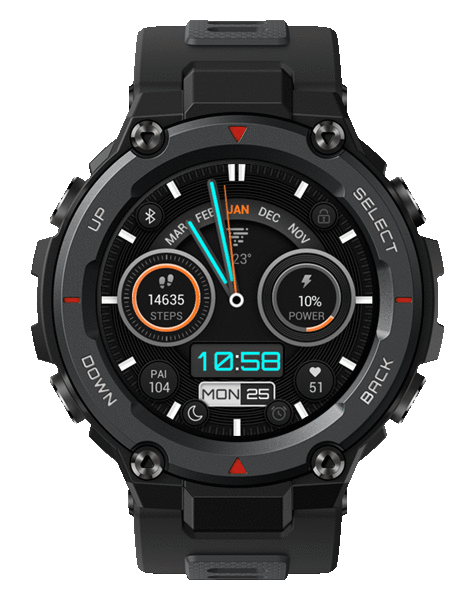 UP
SELECT
MAR FEB JAN DEC NOV
23°
14635
STEPS
10%
POWER
10:58
PAI
104
MON 25
51
DOWN
BACK